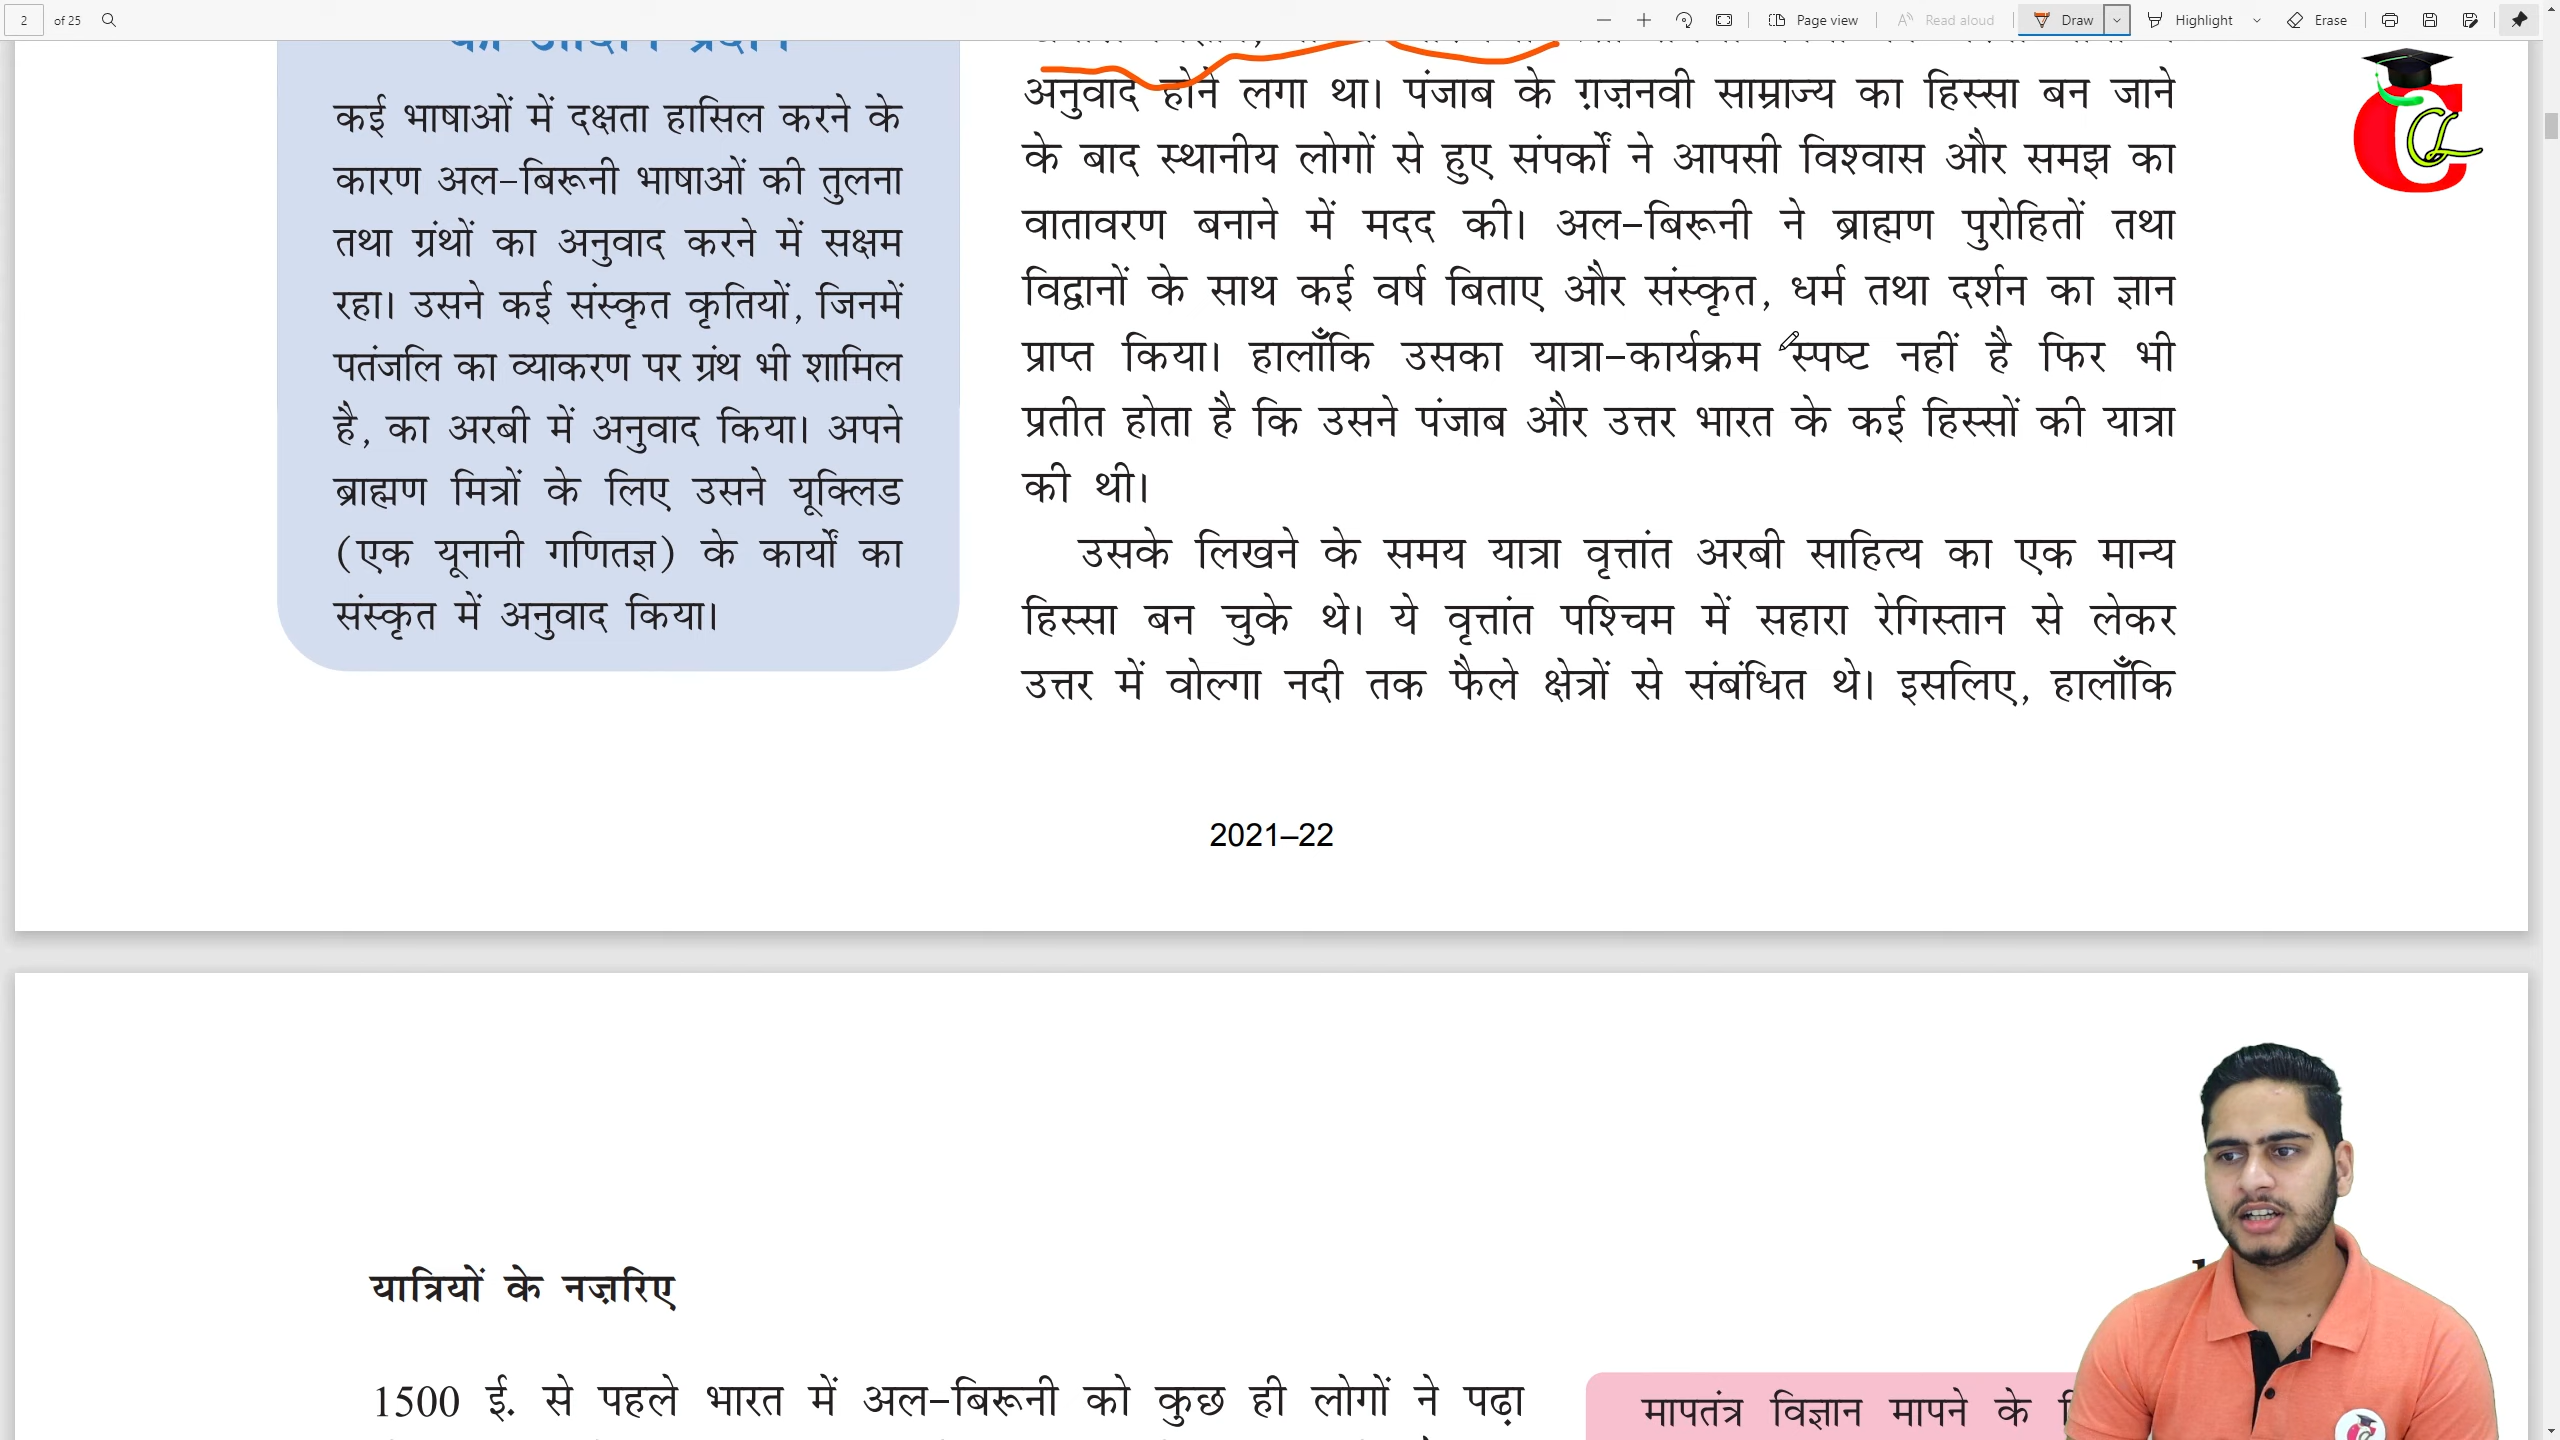 2 of 25 Page view Read aloud Draw Highlight Erase
कई भाषाओं में दक्षता हासिल करने के
कारण अल-बिरूनी भाषाओं की तुलना
तथा ग्रंथों का अनुवाद करने में सक्षम
रहा। उसने कई संस्कृत कृतियों, जिनमें
पतंजलि का व्याकरण पर ग्रंथ भी शामिल
है, का अरबी में अनुवाद किया। अपने
ब्राह्मण मित्रों के लिए उसने यूक्लिड
(एक यूनानी गणितज्ञ) के कार्यों का
संस्कृत में अनुवाद किया।
अनुवाद होने लगा था। पंजाब के ग़ज़नवी साम्राज्य का हिस्सा बन जाने
के बाद स्थानीय लोगों से हुए संपर्कों ने आपसी विश्वास और समझ का
वातावरण बनाने में मदद की। अल-बिरूनी ने ब्राह्मण पुरोहितों तथा
विद्वानों के साथ कई वर्ष बिताए और संस्कृत, धर्म तथा दर्शन का ज्ञान
प्राप्त किया। हालाँकि उसका यात्रा-कार्यक्रम स्पष्ट नहीं है फिर भी
प्रतीत होता है कि उसने पंजाब और उत्तर भारत के कई हिस्सों की यात्रा
की थी।
उसके लिखने के समय यात्रा वृत्तांत अरबी साहित्य का एक मान्य
हिस्सा बन चुके थे। ये वृत्तांत पश्चिम में सहारा रेगिस्तान से लेकर
उत्तर में वोल्गा नदी तक फैले क्षेत्रों से संबंधित थे। इसलिए, हालाँकि
2021–22
यात्रियों के नज़रिए
1500 ई. से पहले भारत में अल-बिरूनी को कुछ ही लोगों ने पढ़ा
मापतंत्र विज्ञान मापने के